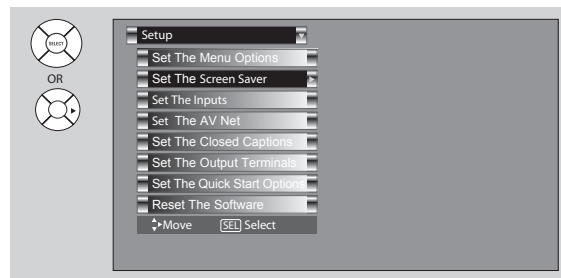 SELECT
OR
Setup
Set The Menu Options
Set The Screen Saver
Set The Inputs
Set The AV Net
Set The Closed Captions
Set The Output Terminals
Set The Quick Start Options
Reset The Software
Move SEL Select